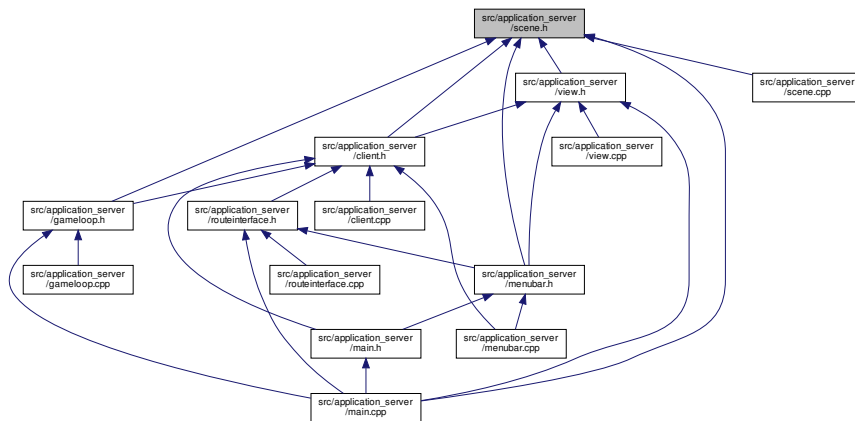 src/application_server
/scene.h
src/application_server
/view.h
src/application_server
/scene.cpp
src/application_server
/client.h
src/application_server
/view.cpp
src/application_server
/gameloop.h
src/application_server
/routeinterface.h
src/application_server
/client.cpp
src/application_server
/gameloop.cpp
src/application_server
/routeinterface.cpp
src/application_server
/menubar.h
src/application_server
/main.h
src/application_server
/menubar.cpp
src/application_server
/main.cpp